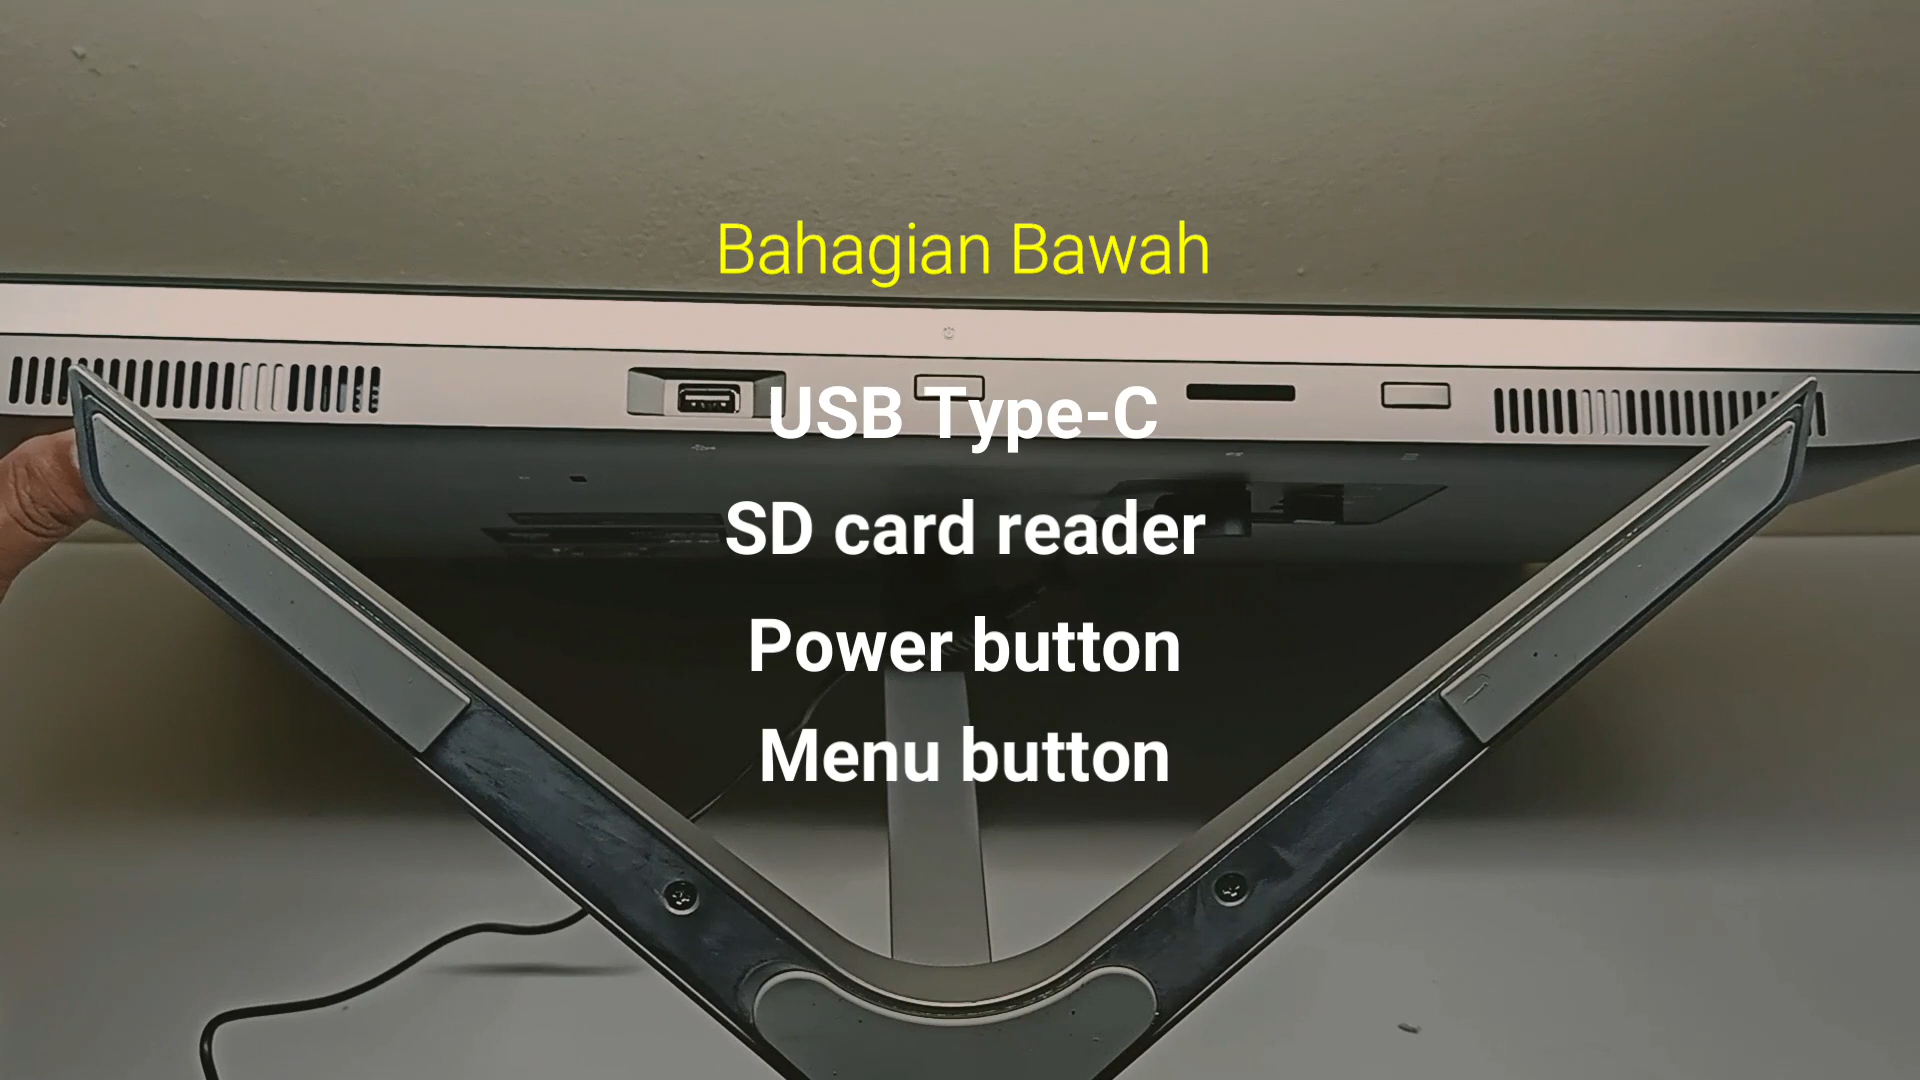 Bahagian Bawah
USB Type-C
SD card reader
Power button
Menu button